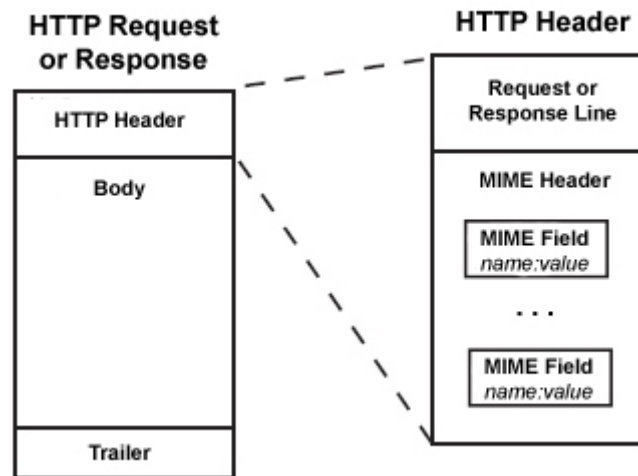 HTTP Request
or Response
HTTP Header
Body
Trailer
HTTP Header
Request or
Response Line
MIME Header
MIME Field
name:value
. . .
MIME Field
name:value